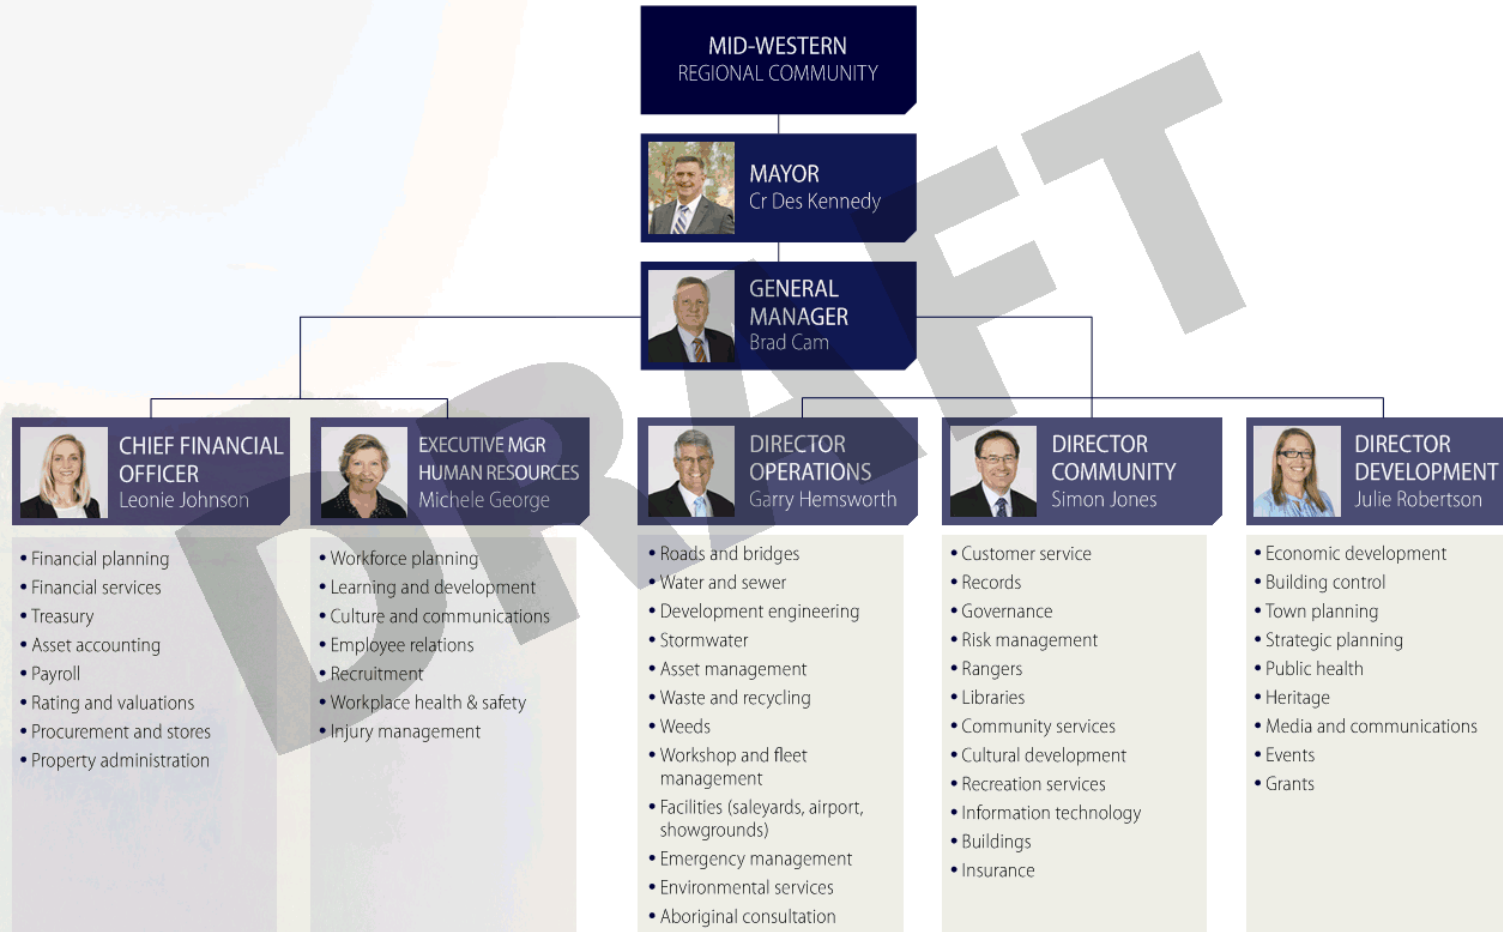 MID-WESTERN
REGIONAL COMMUNITY
MAYOR
Cr Des Kennedy
GENERAL
MANAGER
Brad Cam
CHIEF FINANCIAL
OFFICER
Leonie Johnson
• Financial planning
• Financial services
• Treasury
• Asset accounting
• Payroll
• Rating and valuations
• Procurement and stores
• Property administration
EXECUTIVE MGR
HUMAN RESOURCES
Michele George
• Workforce planning
• Learning and development
• Culture and communications
• Employee relations
• Recruitment
• Workplace health & safety
• Injury management
DIRECTOR
OPERATIONS
Garry Hemsworth
• Roads and bridges
• Water and sewer
• Development engineering
• Stormwater
• Asset management
• Waste and recycling
• Weeds
• Workshop and fleet
management
• Facilities (saleyards, airport,
showgrounds)
• Emergency management
• Environmental services
• Aboriginal consultation
DIRECTOR
COMMUNITY
Simon Jones
• Customer service
• Records
• Governance
• Risk management
• Rangers
• Libraries
• Community services
• Cultural development
• Recreation services
• Information technology
• Buildings
• Insurance
DIRECTOR
DEVELOPMENT
Julie Robertson
• Economic development
• Building control
• Town planning
• Strategic planning
• Public health
• Heritage
• Media and communications
• Events
• Grants
DRAFT